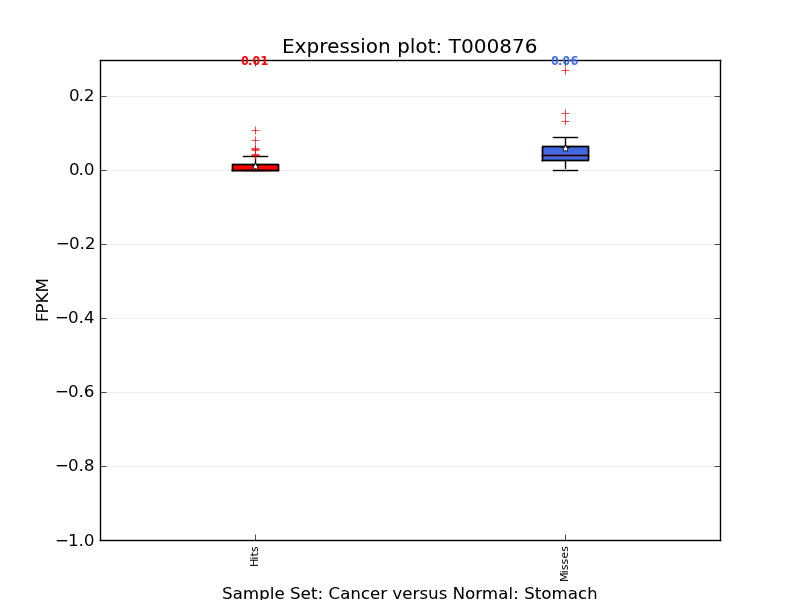 Expression plot: T000876
0.01
0.06
0.2
0.0
−0.2
−0.4
−0.6
−0.8
−1.0
FPKM
Hits
Misses
Sample Set: Cancer versus Normal: Stomach